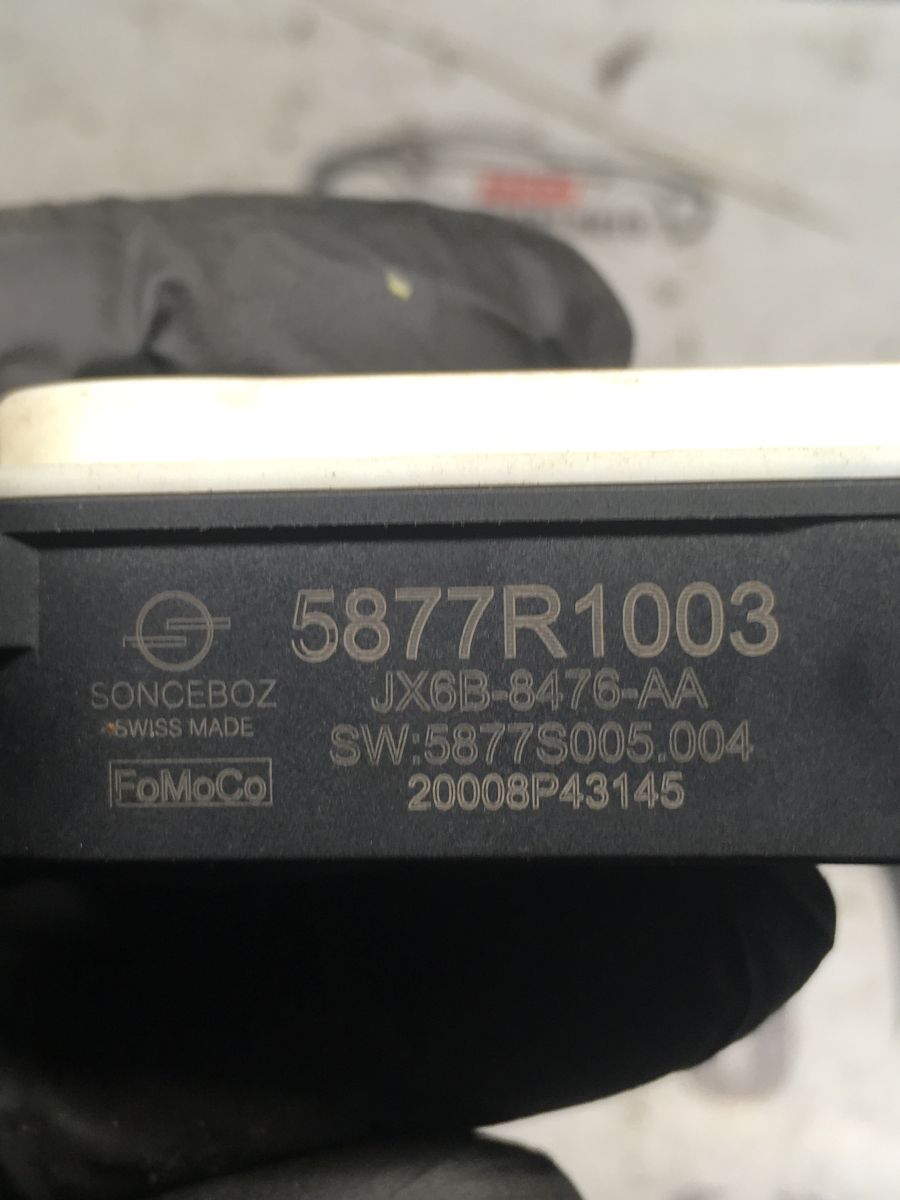 5877R1003
JX6B-8476-AA
SW:5877S005.004
20008P43145
SONCEBOZ
SWISS MADE
FoMoCo